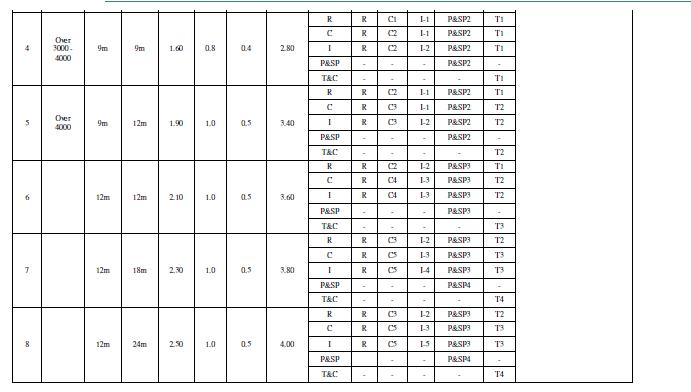 R R C1 I-1 P&SP2 T1
C R C2 I-1 P&SP2 T1
4 Over 3000 - 4000 9m 9m 1.60 0.8 0.4 2.80 I R C2 I-2 P&SP2 T1
P&SP - - - P&SP2 -
T&C - - - - T1
R R C2 I-1 P&SP2 T1
C R C3 I-1 P&SP2 T2
5 Over 4000 9m 12m 1.90 1.0 0.5 3.40 I R C3 I-2 P&SP2 T2
P&SP - - - P&SP2 -
T&C - - - - T2
R R C2 I-2 P&SP3 T1
C R C4 I-3 P&SP3 T2
6 12m 12m 2.10 1.0 0.5 3.60 I R C4 I-3 P&SP3 T2
P&SP - - - P&SP3 -
T&C - - - - T3
R R C3 I-2 P&SP3 T2
C R C5 I-3 P&SP3 T3
7 12m 18m 2.30 1.0 0.5 3.80 I R C5 I-4 P&SP3 T3
P&SP - - - P&SP4 -
T&C - - - - T4
R R C3 I-2 P&SP3 T2
C R C5 I-3 P&SP3 T3
8 12m 24m 2.50 1.0 0.5 4.00 I R C5 I-5 P&SP3 T3
P&SP - - P&SP4 -
T&C - - - - T4